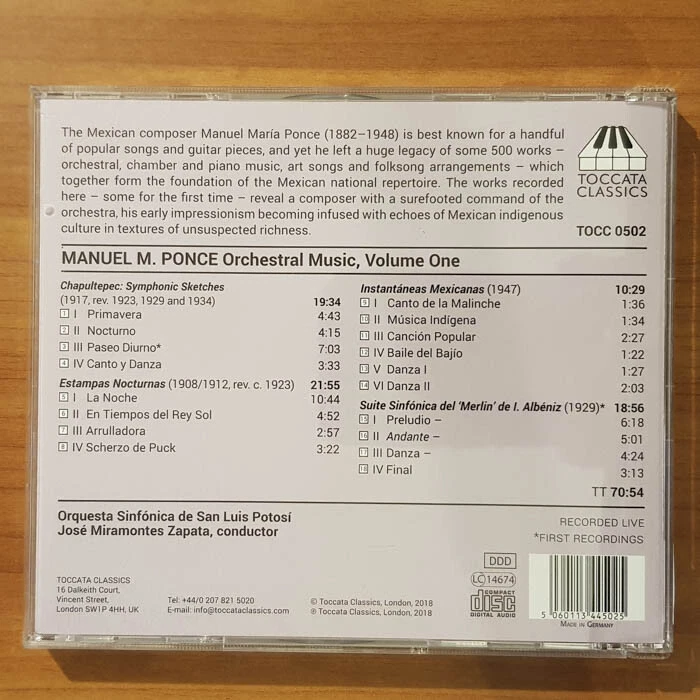 The Mexican composer Manuel María Ponce (1882–1948) is best known for a handful
of popular songs and guitar pieces, and yet he left a huge legacy of some 500 works –
orchestral, chamber and piano music, art songs and folksong arrangements – which
together form the foundation of the Mexican national repertoire. The works recorded
here – some for the first time – reveal a composer with a surefooted command of the
orchestra, his early impressionism becoming infused with echoes of Mexican indigenous
culture in textures of unsuspected richness.
TOCCATA
CLASSICS
TOCC 0502
MANUEL M. PONCE Orchestral Music, Volume One
Chapultepec: Symphonic Sketches
(1917, rev. 1923, 1929 and 1934) 19:34
1 I Primavera 4:43
2 II Nocturno 4:15
3 III Paseo Diurno* 7:03
4 IV Canto y Danza 3:33
Estampas Nocturnas (1908/1912, rev. c. 1923) 21:55
5 I La Noche 10:44
6 II En Tiempos del Rey Sol 4:52
7 III Arrulladora 2:57
8 IV Scherzo de Puck 3:22
Instantáneas Mexicanas (1947) 10:29
9 I Canto de la Malinche 1:36
10 II Música Indígena 1:34
11 III Canción Popular 2:27
12 IV Baile del Bajío 1:22
13 V Danza I 1:27
14 VI Danza II 2:03
Suite Sinfónica del ‘Merlin’ de I. Albéniz (1929)* 18:56
15 I Preludio – 6:18
16 II Andante – 5:01
17 III Danza – 4:24
18 IV Final 3:13
TT 70:54
Orquesta Sinfónica de San Luis Potosí
José Miramontes Zapata, conductor
RECORDED LIVE
*FIRST RECORDINGS
TOCCATA CLASSICS
16 Dalkeith Court,
Vincent Street,
London SW1P 4HH, UK
Tel: +44/0 207 821 5020
E-mail: info@toccataclassics.com
© Toccata Classics, London, 2018
℗ Toccata Classics, London, 2018
DDD
LC 14674
COMPACT
disc
DIGITAL AUDIO
5 060113 445025
MADE IN GERMANY